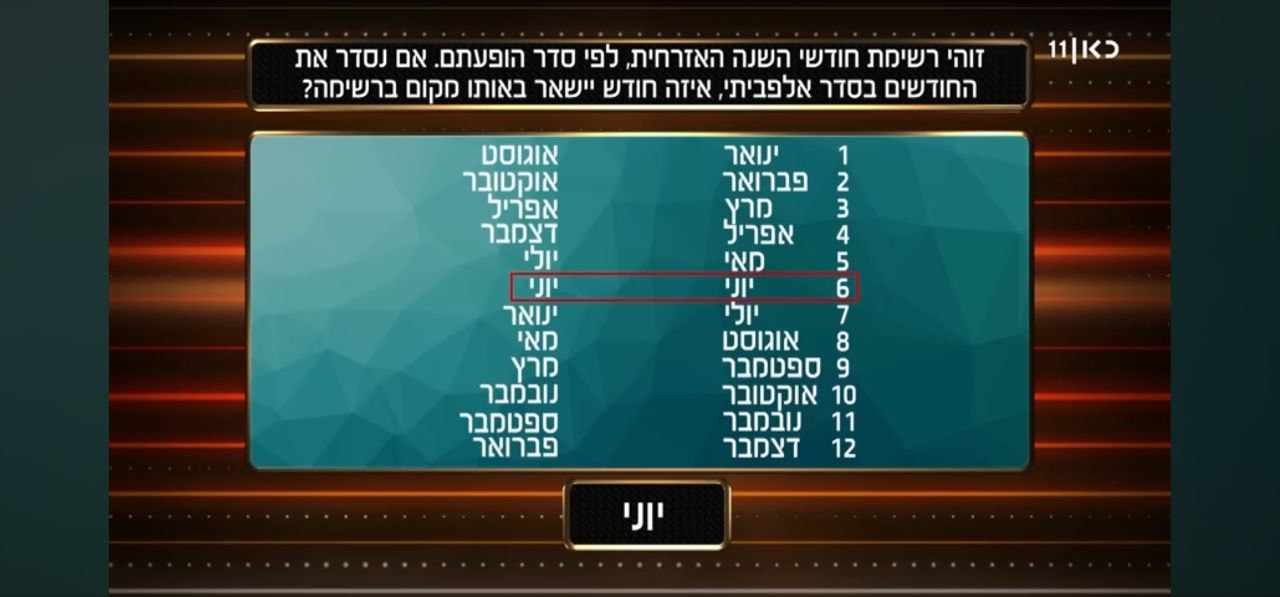 כאן|11
זוהי רשימת חודשי השנה האזרחית, לפי סדר הופעתם. אם נסדר את
החודשים בסדר אלפביתי, איזה חודש יישאר באותו מקום ברשימה?
1 ינואר אוגוסט
2 פברואר אוקטובר
3 מרץ אפריל
4 אפריל דצמבר
5 מאי יולי
6 יוני יוני
7 יולי ינואר
8 אוגוסט מאי
9 ספטמבר מרץ
10 אוקטובר נובמבר
11 נובמבר ספטמבר
12 דצמבר פברואר
יוני